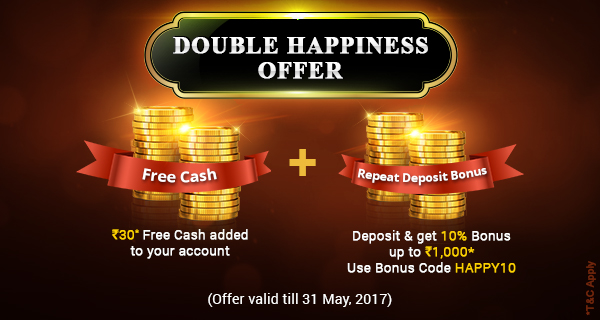 DOUBLE HAPPINESS
OFFER
Free Cash
₹30* Free Cash added
to your account
+
Repeat Deposit Bonus
Deposit & get 10% Bonus
up to ₹1,000*
Use Bonus Code HAPPY10
(Offer valid till 31 May, 2017)
*T&C Apply